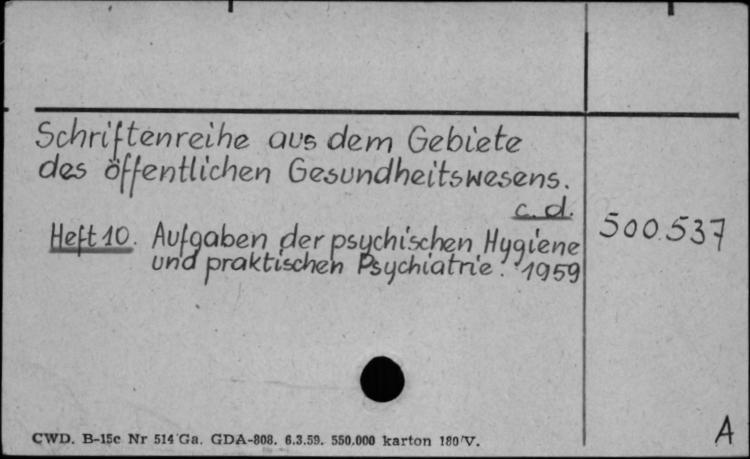 Schriftenreihe aus dem Gebiete
des öffentlichen Gesundheitswesens.
c. d.
500.537
Heft 10. Aufgaben der psychischen Hygiene
und praktischen Psychiatrie. 1959
A
CWD. B-15c Nr 514 Ga. GDA-808. 6.3.59. 550.000 karton 180 V.